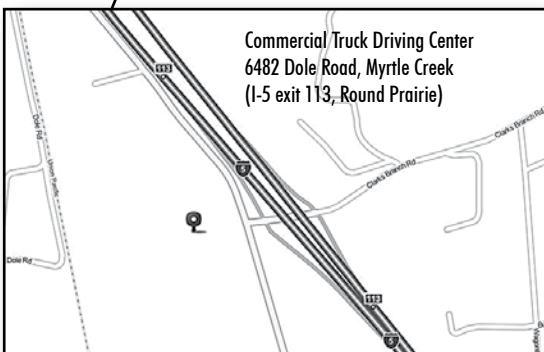 Commercial Truck Driving Center
6482 Dole Road, Myrtle Creek
(I-5 exit 113, Round Prairie)
113
Dole Rd
Union Pacific
Clarks Branch Rd
Clarks Branch Rd
5
Dole Rd
113
5